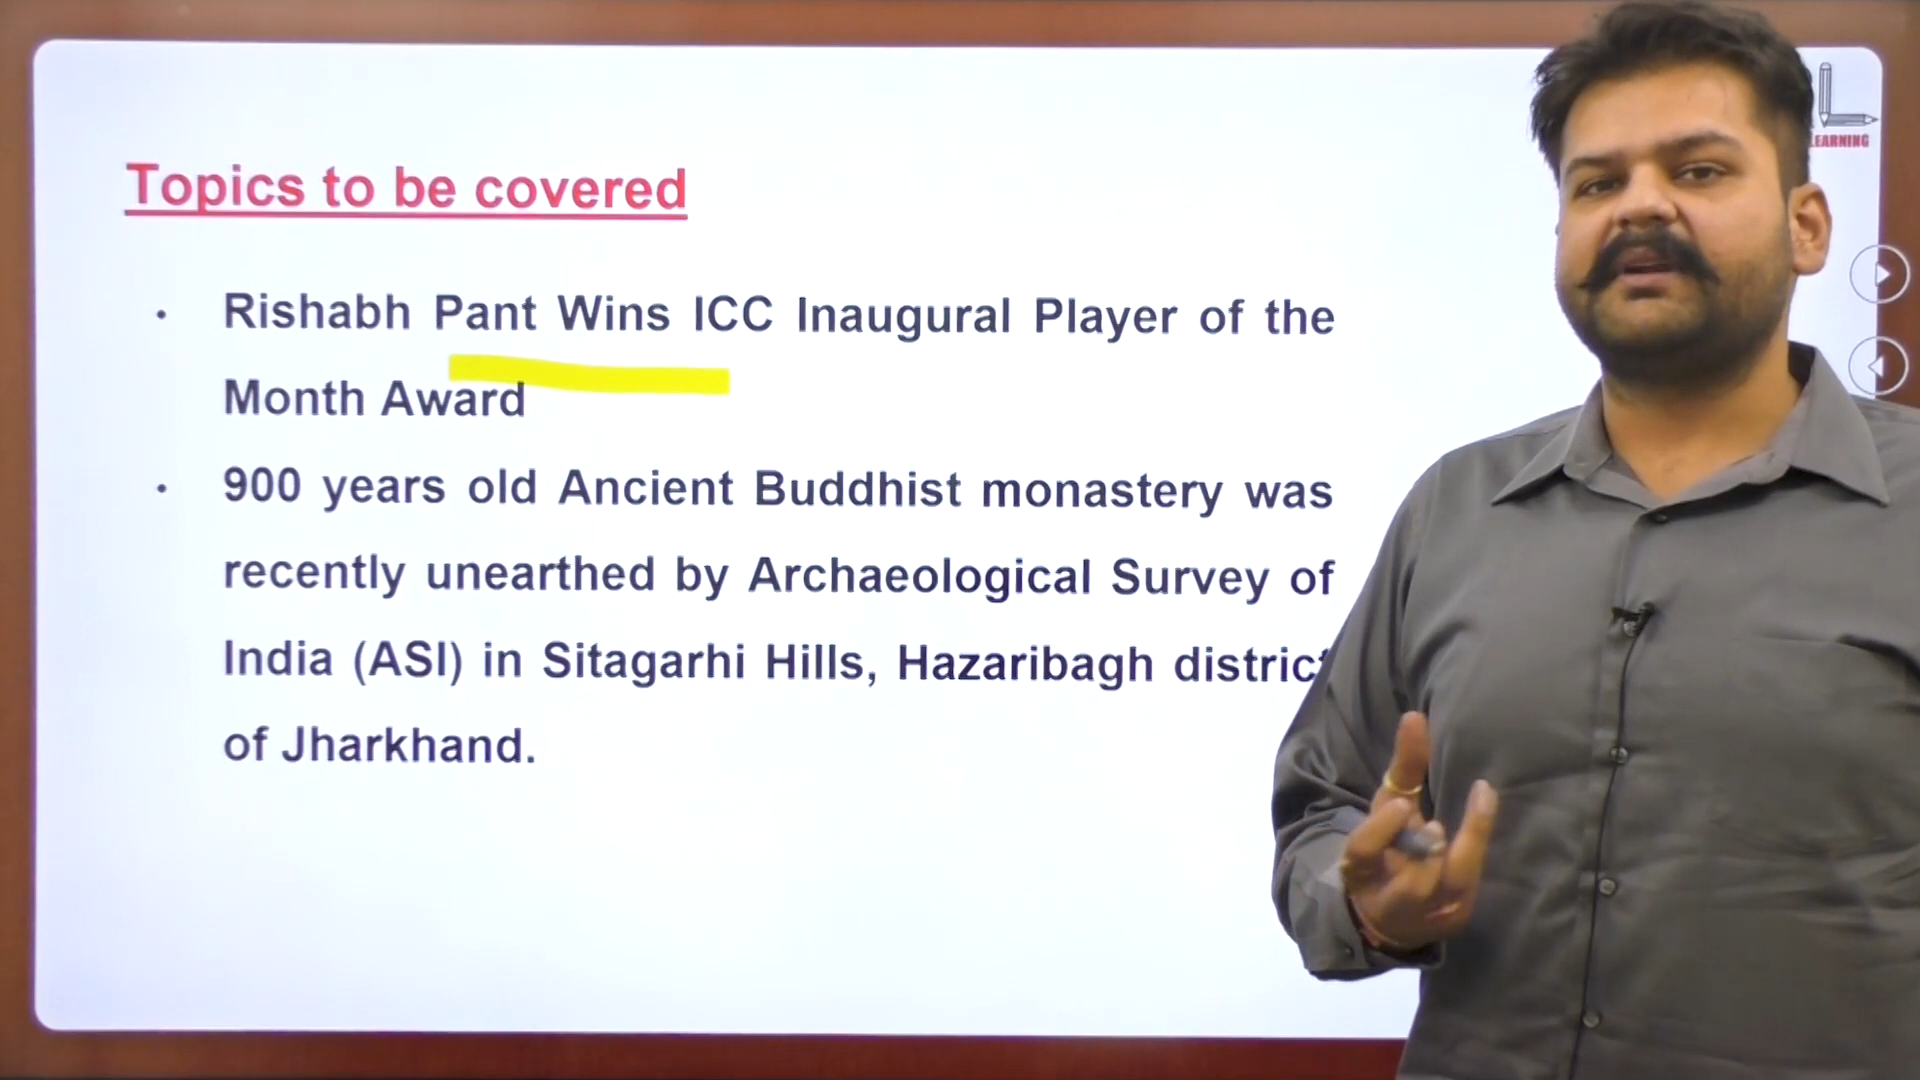 Topics to be covered
• Rishabh Pant Wins ICC Inaugural Player of the
Month Award
• 900 years old Ancient Buddhist monastery was
recently unearthed by Archaeological Survey of
India (ASI) in Sitagarhi Hills, Hazaribagh district
of Jharkhand.
L
LEARNING